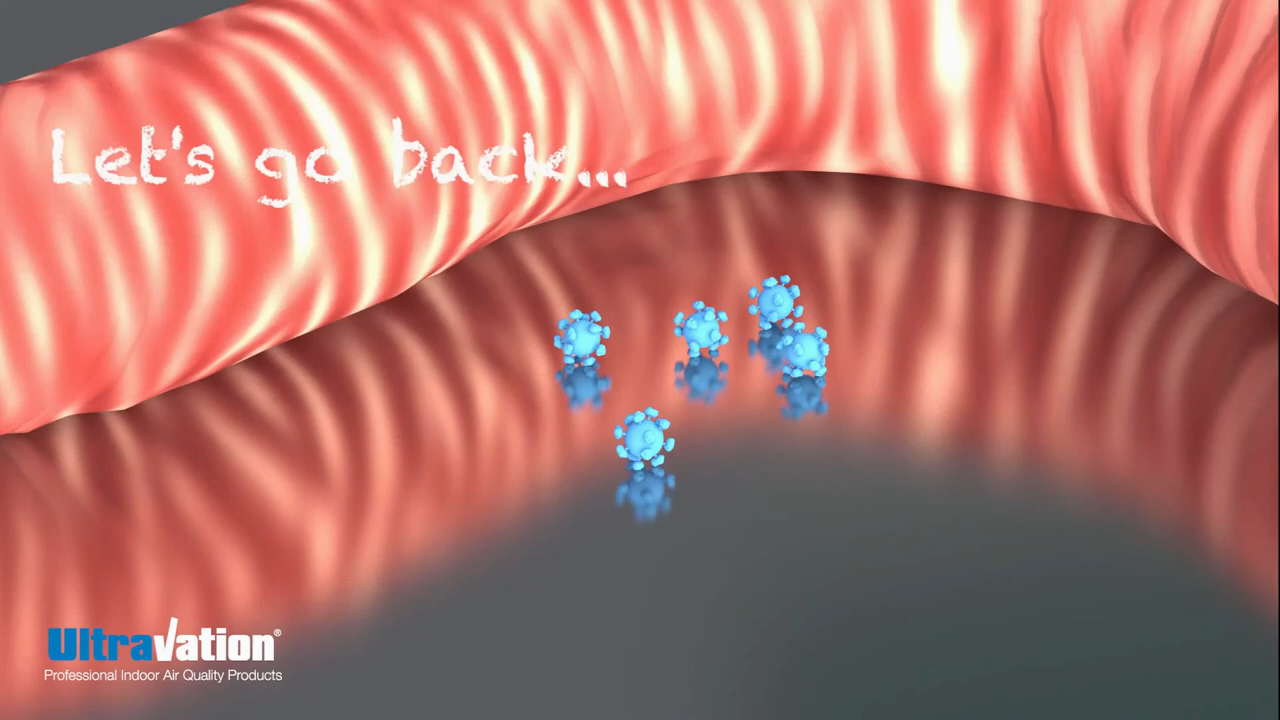 Let's go back...
UltraVation®
Professional Indoor Air Quality Products